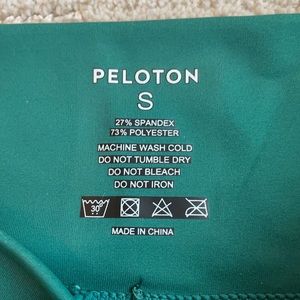 PELOTON
S
27% SPANDEX
73% POLYESTER
MACHINE WASH COLD
DO NOT TUMBLE DRY
DO NOT BLEACH
DO NOT IRON
30°
MADE IN CHINA